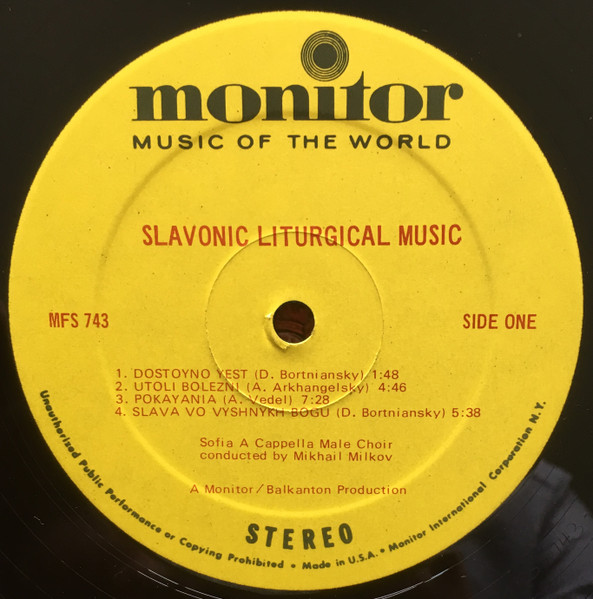 monitor
MUSIC OF THE WORLD
SLAVONIC LITURGICAL MUSIC
MFS 743
SIDE ONE
1. DOSTOYNO YEST (D. Bortniansky) 1:48
2. UTOLI BOLEZNI (A. Arkhangelsky) 4:46
3. POKAYANIA (A. Vedel) 7:28
4. SLAVA VO VYSHNYKH BOGU (D. Bortniansky) 5:38
Sofia A Cappella Male Choir
conducted by Mikhail Milkov
A Monitor/Balkanton Production
STEREO
Unauthorized Public Performance or Copying Prohibited • Made in U.S.A. • Monitor International Corporation N.Y.